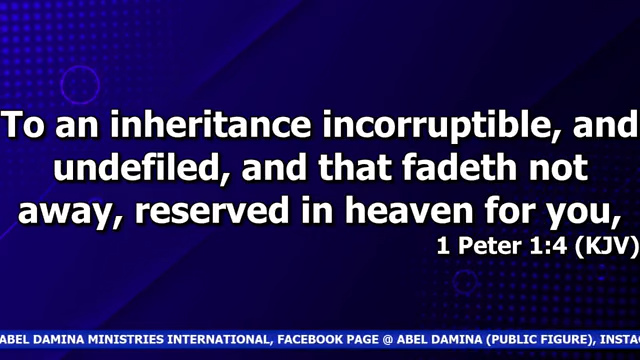 To an inheritance incorruptible, and
undefiled, and that fadeth not
away, reserved in heaven for you,
1 Peter 1:4 (KJV)
ABEL DAMINA MINISTRIES INTERNATIONAL, FACEBOOK PAGE @ ABEL DAMINA (PUBLIC FIGURE),